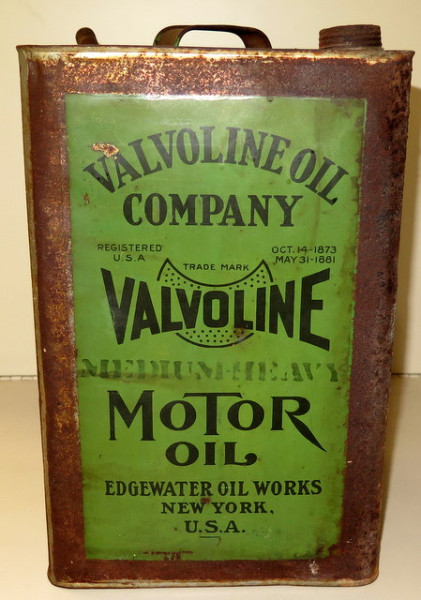 VALVOLINE OIL
COMPANY
REGISTERED
U.S.A
OCT. 14-1873
MAY 31-1881
TRADE MARK
VALVOLINE
MEDIUM-HEAVY
MOTOR
OIL
EDGEWATER OIL WORKS
NEW YORK,
U.S.A.